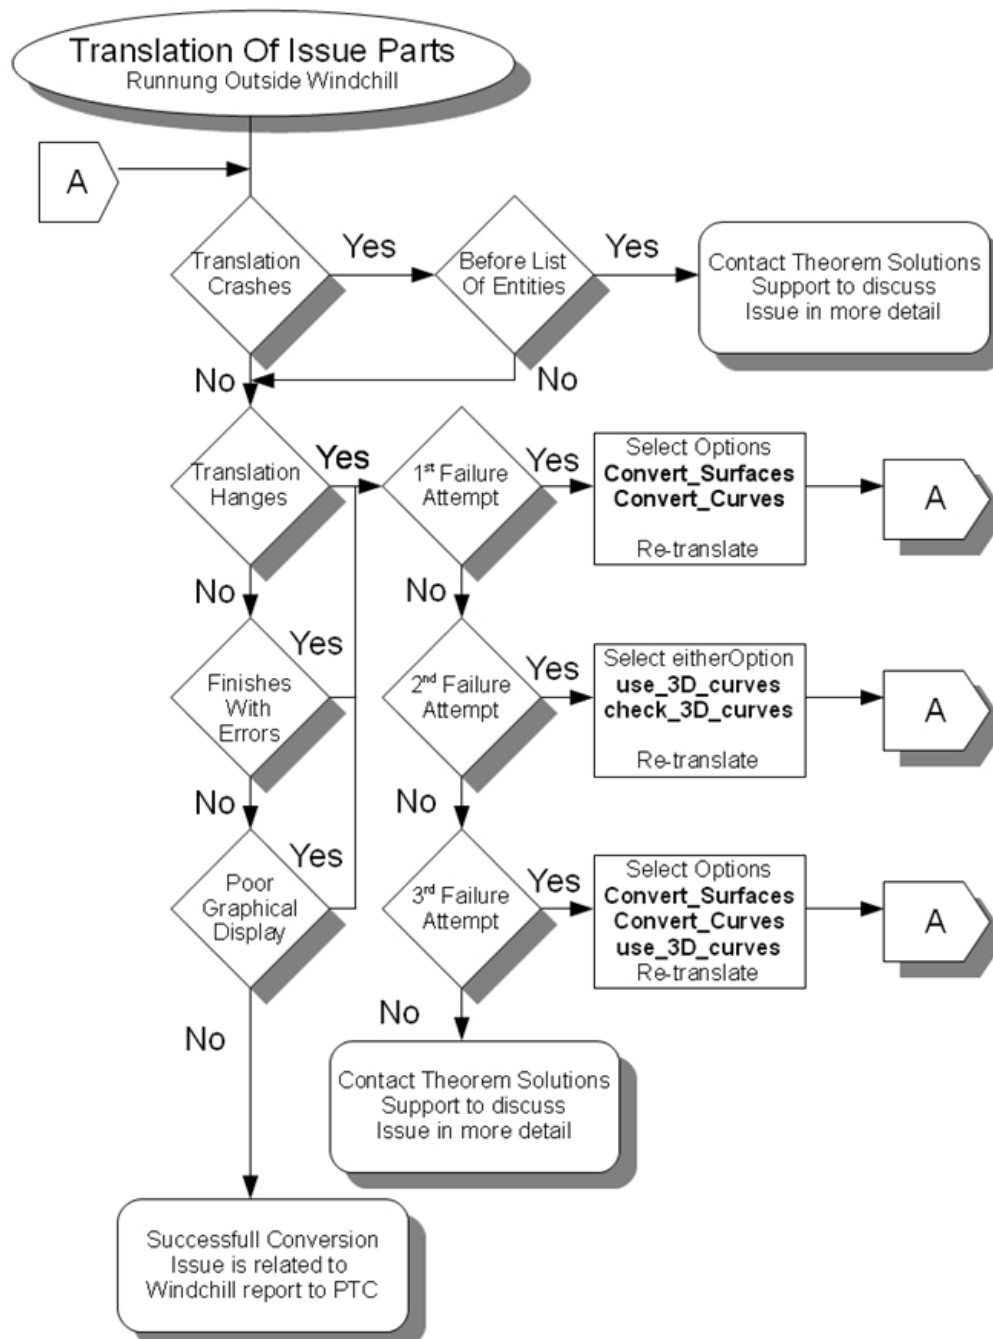 Translation Of Issue Parts
Runnung Outside Windchill
A
Translation
Crashes
Yes
Before List
Of Entities
Yes
Contact Theorem Solutions
Support to discuss
Issue in more detail
No
No
Translation
Hanges
Yes
1st Failure
Attempt
Yes
Select Options
Convert_Surfaces
Convert_Curves
Re-translate
A
No
No
Finishes
With
Errors
Yes
2nd Failure
Attempt
Yes
Select eitherOption
use_3D_curves
check_3D_curves
Re-translate
A
No
No
Poor
Graphical
Display
Yes
3rd Failure
Attempt
Yes
Select Options
Convert_Surfaces
Convert_Curves
use_3D_curves
Re-translate
A
No
No
Contact Theorem Solutions
Support to discuss
Issue in more detail
Successfull Conversion
Issue is related to
Windchill report to PTC